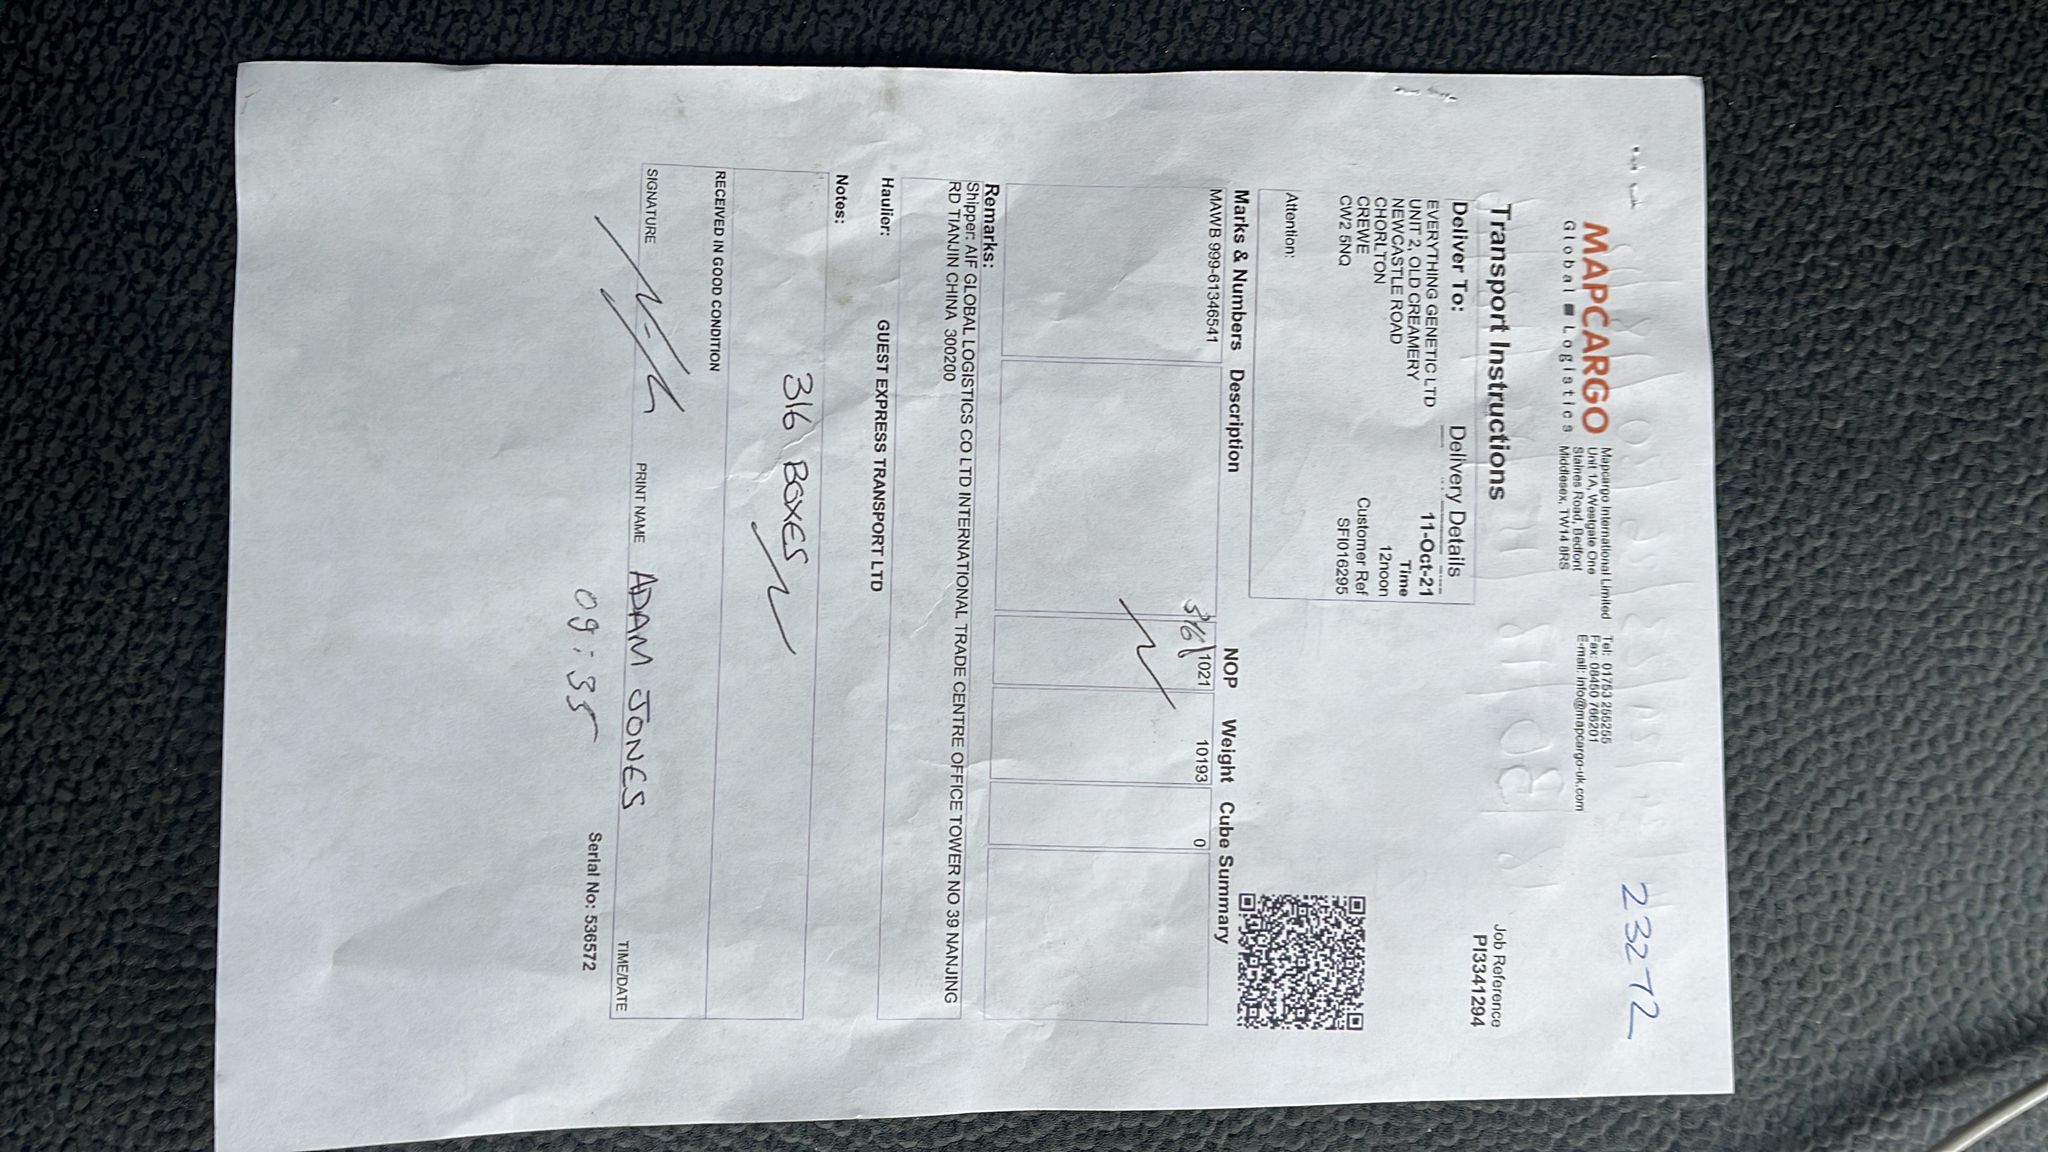 23272
MAPCARGO
Global Logistics
Mapcargo International Limited
Unit 1A, Westgate One
Staines Road, Bedfont
Middlesex, TW14 8RS
Tel: 01753 255255
Fax: 08450 766201
E-mail: info@mapcargo-uk.com
Transport Instructions
Job Reference
PI3341294
Deliver To:
EVERYTHING GENETIC LTD
UNIT 2, OLD CREAMERY
NEWCASTLE ROAD
CHORLTON
CREWE
CW2 5NQ
Attention:
Delivery Details
11-Oct-21
Time
12noon
Customer Ref
SFI016295
Marks & Numbers Description NOP Weight Cube Summary
MAWB 999-61346541 316\1021 10193 0
Remarks:
Shipper: AIF GLOBAL LOGISTICS CO LTD INTERNATIONAL TRADE CENTRE OFFICE TOWER NO 39 NANJING
RD TIANJIN CHINA 300200
Haulier: GUEST EXPRESS TRANSPORT LTD
Notes:
316 BOXES
RECEIVED IN GOOD CONDITION
SIGNATURE PRINT NAME ADAM JONES TIME/DATE
09:35
Serial No: 536572